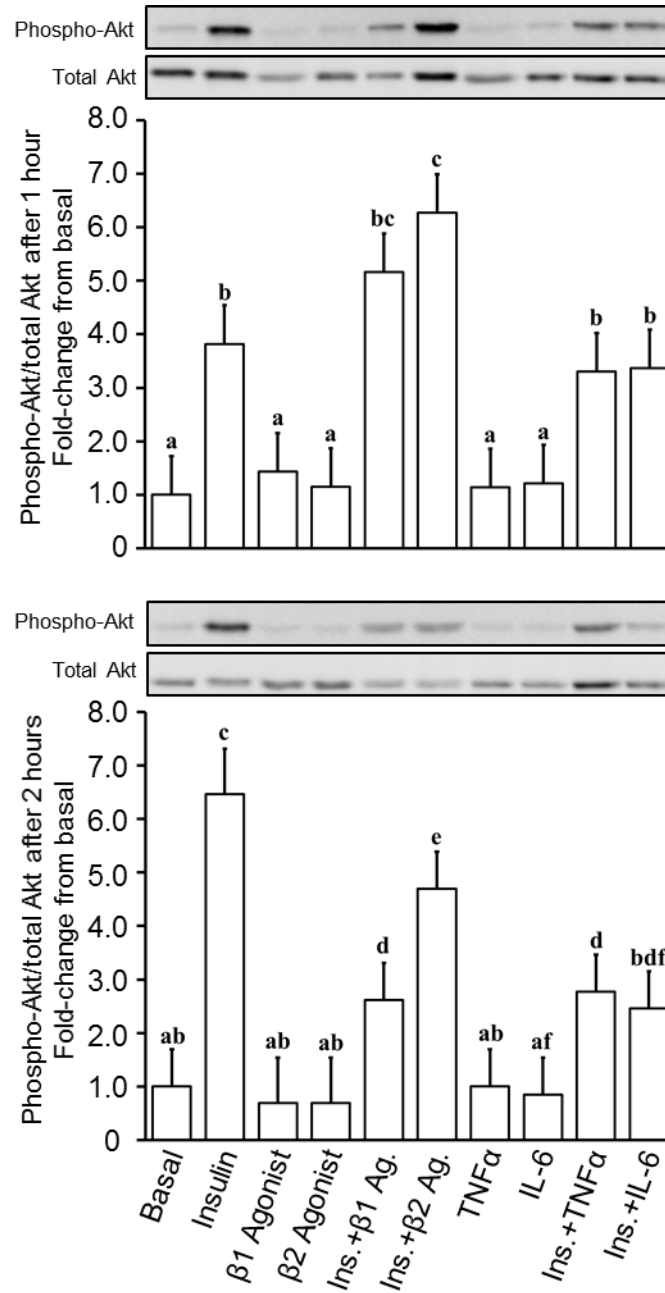 Phospho-Akt
Total Akt
Phospho-Akt/total Akt after 1 hour
Fold-change from basal
8.0
7.0
6.0
5.0
4.0
3.0
2.0
1.0
0
a
b
a
a
bc
c
a
a
b
b
Phospho-Akt
Total Akt
Phospho-Akt/total Akt after 2 hours
Fold-change from basal
8.0
7.0
6.0
5.0
4.0
3.0
2.0
1.0
0
ab
c
ab
ab
d
e
ab
af
d
bdf
Basal
Insulin
β1 Agonist
β2 Agonist
Ins.+β1 Ag.
Ins.+β2 Ag.
TNFα
IL-6
Ins.+TNFα
Ins.+IL-6